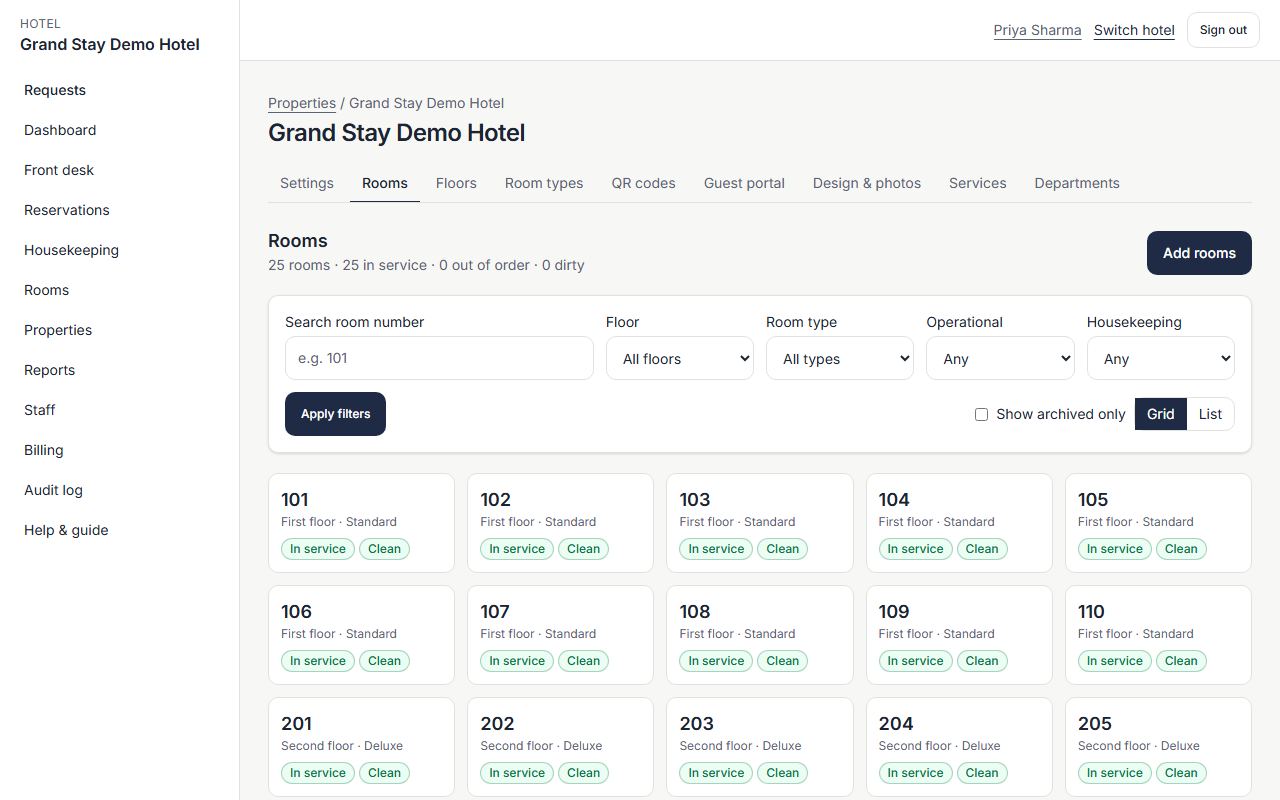 HOTEL
Grand Stay Demo Hotel
Requests
Dashboard
Front desk
Reservations
Housekeeping
Rooms
Properties
Reports
Staff
Billing
Audit log
Help & guide
Priya Sharma Switch hotel Sign out
Properties / Grand Stay Demo Hotel
Grand Stay Demo Hotel
Settings Rooms Floors Room types QR codes Guest portal Design & photos Services Departments
Rooms
25 rooms · 25 in service · 0 out of order · 0 dirty
Add rooms
Search room number Floor Room type Operational Housekeeping
e.g. 101 All floors All types Any Any
Apply filters Show archived only Grid List
101 102 103 104 105
First floor · Standard First floor · Standard First floor · Standard First floor · Standard First floor · Standard
In service Clean In service Clean In service Clean In service Clean In service Clean
106 107 108 109 110
First floor · Standard First floor · Standard First floor · Standard First floor · Standard First floor · Standard
In service Clean In service Clean In service Clean In service Clean In service Clean
201 202 203 204 205
Second floor · Deluxe Second floor · Deluxe Second floor · Deluxe Second floor · Deluxe Second floor · Deluxe
In service Clean In service Clean In service Clean In service Clean In service Clean